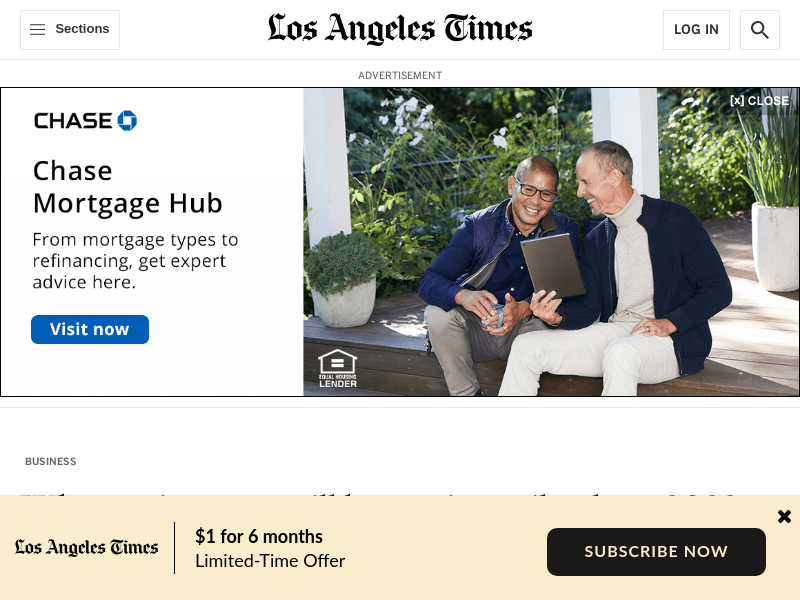 Sections
Los Angeles Times
LOG IN
ADVERTISEMENT
[x] CLOSE
CHASE
Chase
Mortgage Hub
From mortgage types to
refinancing, get expert
advice here.
Visit now
EQUAL HOUSING
LENDER
BUSINESS
Los Angeles Times
$1 for 6 months
Limited-Time Offer
SUBSCRIBE NOW